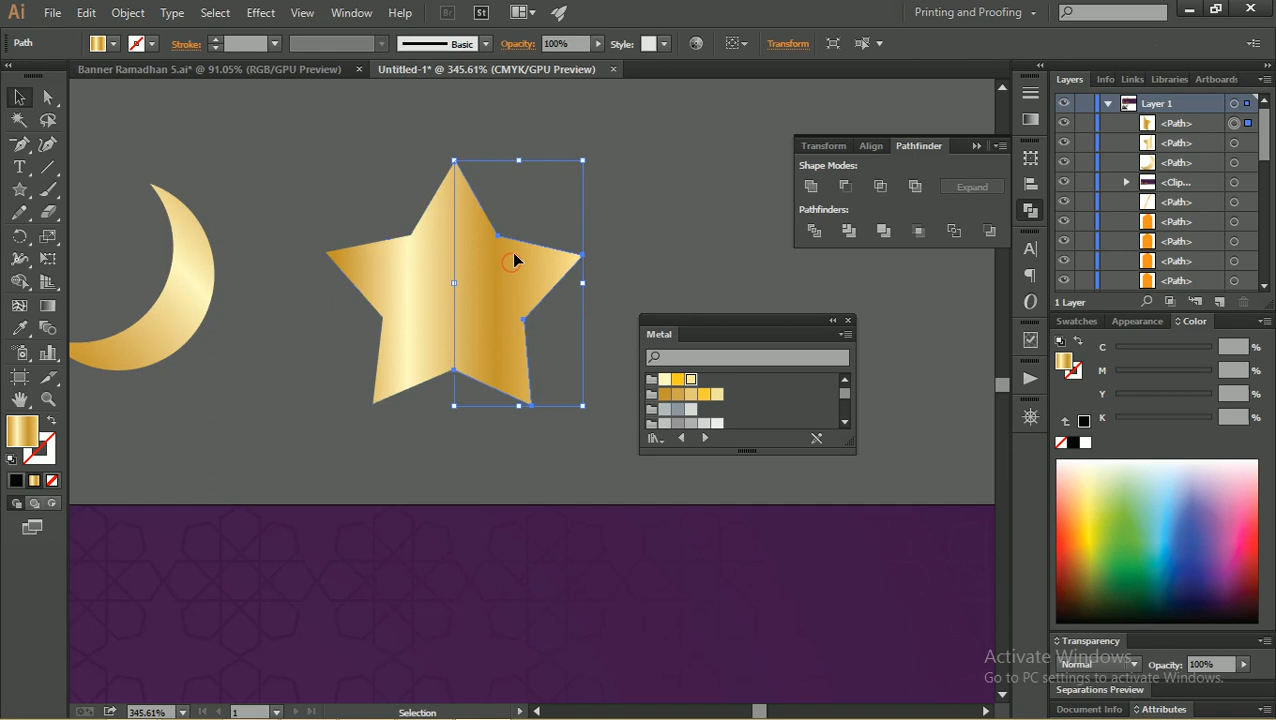 Ai File Edit Object Type Select Effect View Window Help Br St Printing and Proofing
Path Stroke: Basic Opacity: 100% Style: Transform
Banner Ramadhan 5.ai* @ 91.05% (RGB/GPU Preview) × Untitled-1* @ 345.61% (CMYK/GPU Preview) ×
Layers Info Links Libraries Artboards
Layer 1
<Path>
<Path>
<Path>
<Clip...
<Path>
<Path>
<Path>
<Path>
<Path>
1 Layer
Transform Align Pathfinder
Shape Modes:
Expand
Pathfinders:
Metal
Swatches Appearance Color
C %
M %
Y %
K %
Transparency
Normal Opacity: 100%
Separations Preview
Document Info Attributes
Activate Windows
Go to PC settings to activate Windows.
345.61% 1 Selection